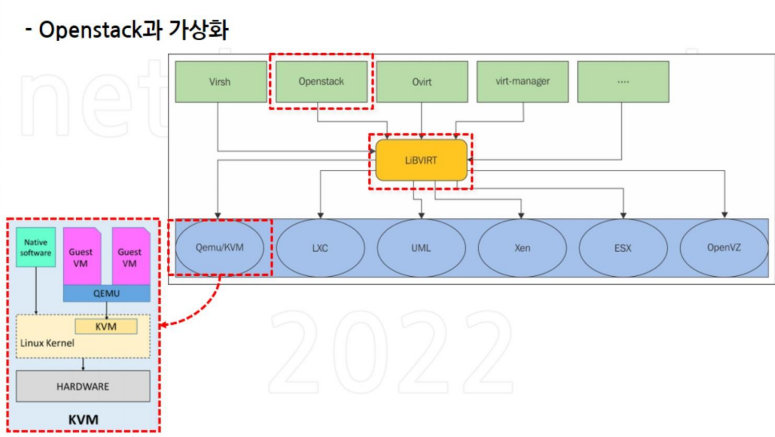 - Openstack과 가상화
Virsh
Openstack
Ovirt
virt-manager
....
LiBVIRT
Qemu/KVM
LXC
UML
Xen
ESX
OpenVZ
Native
software
Guest
VM
Guest
VM
QEMU
KVM
Linux Kernel
HARDWARE
KVM
net
2022